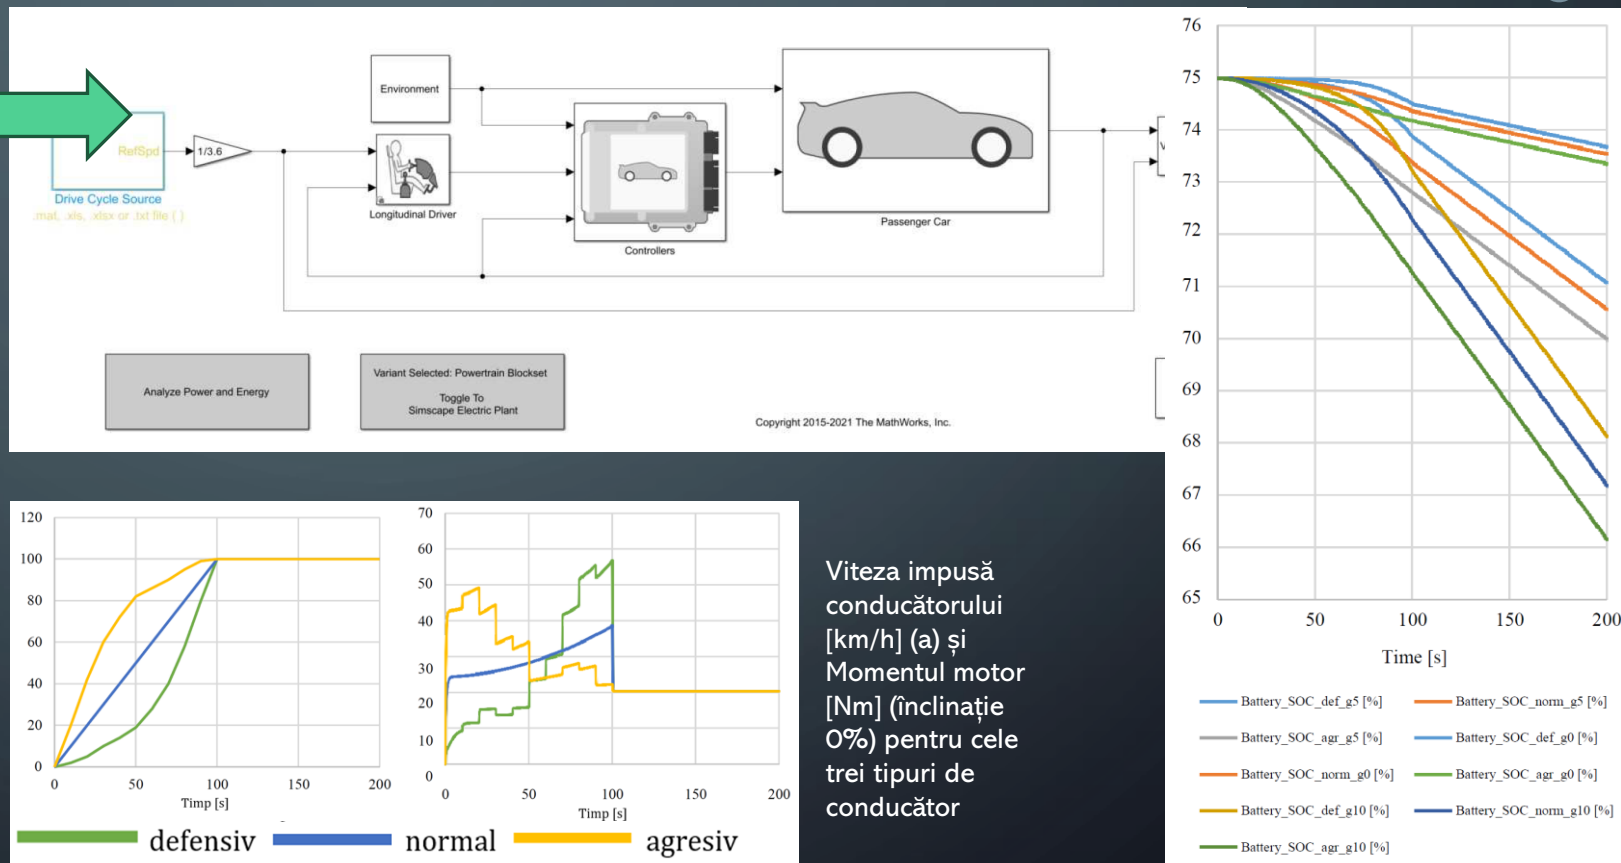 Environment
RefSpd
1/3.6
Drive Cycle Source
.mat, .xls, .xlsx or .txt file ( )
Longitudinal Driver
Controllers
Passenger Car
Analyze Power and Energy
Variant Selected: Powertrain Blockset
Toggle To
Simscape Electric Plant
Copyright 2015-2021 The MathWorks, Inc.
76
75
74
73
72
71
70
69
68
67
66
65
0 50 100 150 200
Time [s]
Battery_SOC_def_g5 [%] Battery_SOC_norm_g5 [%]
Battery_SOC_agr_g5 [%] Battery_SOC_def_g0 [%]
Battery_SOC_norm_g0 [%] Battery_SOC_agr_g0 [%]
Battery_SOC_def_g10 [%] Battery_SOC_norm_g10 [%]
Battery_SOC_agr_g10 [%]
120
100
80
60
40
20
0
0 50 100 150 200
Timp [s]
70
60
50
40
30
20
10
0
0 50 100 150 200
Timp [s]
defensiv normal agresiv
Viteza impusă
conducătorului
[km/h] (a) și
Momentul motor
[Nm] (înclinație
0%) pentru cele
trei tipuri de
conducător